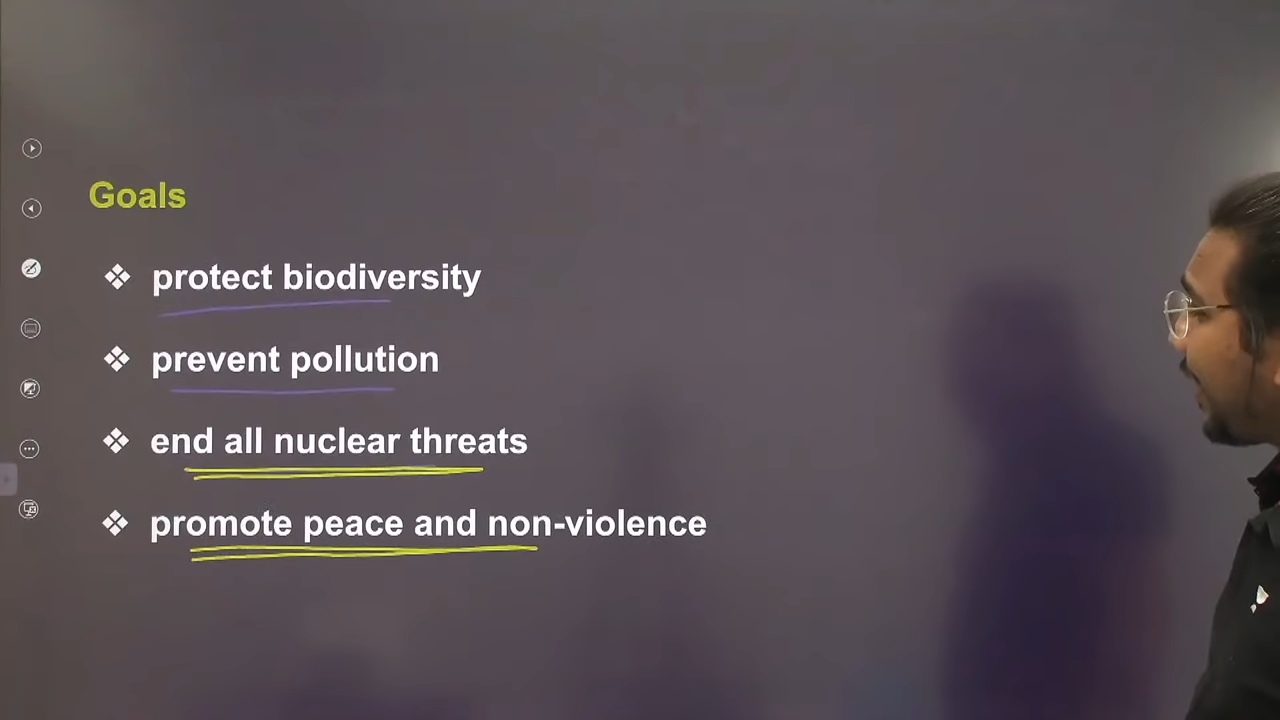 Goals
❖ protect biodiversity
❖ prevent pollution
❖ end all nuclear threats
❖ promote peace and non-violence